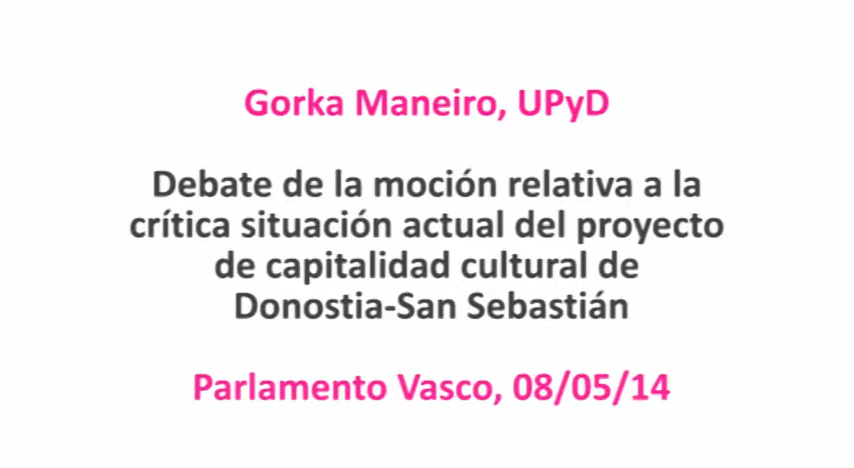 Gorka Maneiro, UPyD
Debate de la moción relativa a la
crítica situación actual del proyecto
de capitalidad cultural de
Donostia-San Sebastián
Parlamento Vasco, 08/05/14